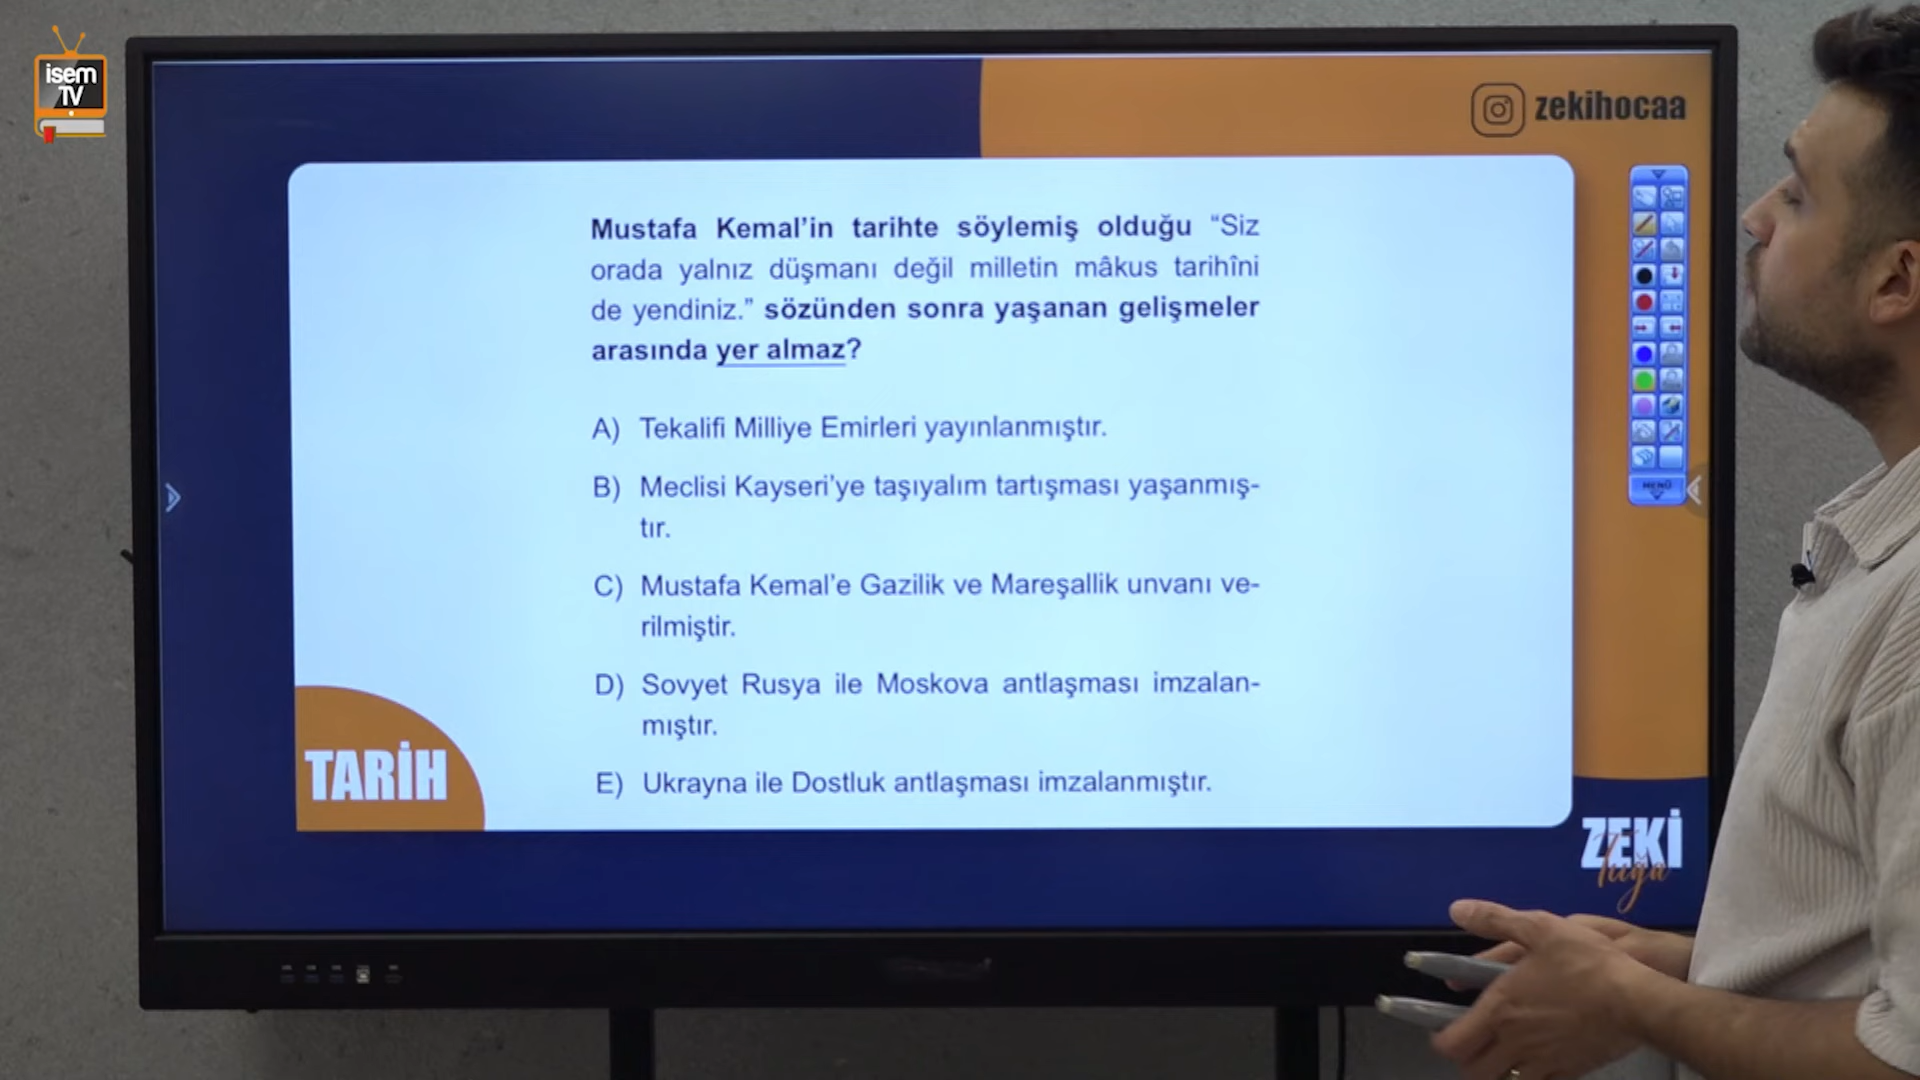 isem
TV
zekihocaa
Mustafa Kemal’in tarihte söylemiş olduğu “Siz
orada yalnız düşmanı değil milletin mâkus tarihîni
de yendiniz.” sözünden sonra yaşanan gelişmeler
arasında yer almaz?
A) Tekalifi Milliye Emirleri yayınlanmıştır.
B) Meclisi Kayseri’ye taşıyalım tartışması yaşanmış-
tır.
C) Mustafa Kemal’e Gazilik ve Mareşallik unvanı ve-
rilmiştir.
D) Sovyet Rusya ile Moskova antlaşması imzalan-
mıştır.
E) Ukrayna ile Dostluk antlaşması imzalanmıştır.
MENÜ
TARİH
ZEKİ
Tuğa